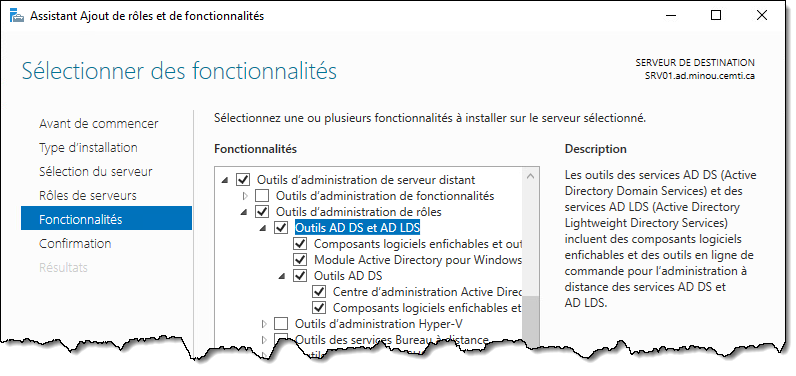 Assistant Ajout de rôles et de fonctionnalités
Sélectionner des fonctionnalités
SERVEUR DE DESTINATION
SRV01.ad.minou.cemti.ca
Avant de commencer
Type d'installation
Sélection du serveur
Rôles de serveurs
Fonctionnalités
Confirmation
Résultats
Sélectionnez une ou plusieurs fonctionnalités à installer sur le serveur sélectionné.
Fonctionnalités
Outils d'administration de serveur distant
Outils d'administration de fonctionnalités
Outils d'administration de rôles
Outils AD DS et AD LDS
Composants logiciels enfichables et out
Module Active Directory pour Windows
Outils AD DS
Centre d'administration Active Direc
Composants logiciels enfichables et
Outils d'administration Hyper-V
Outils des services Bureau à distance
Description
Les outils des services AD DS (Active
Directory Domain Services) et des
services AD LDS (Active Directory
Lightweight Directory Services)
incluent des composants logiciels
enfichables et des outils en ligne de
commande pour l'administration à
distance des services AD DS et
AD LDS.